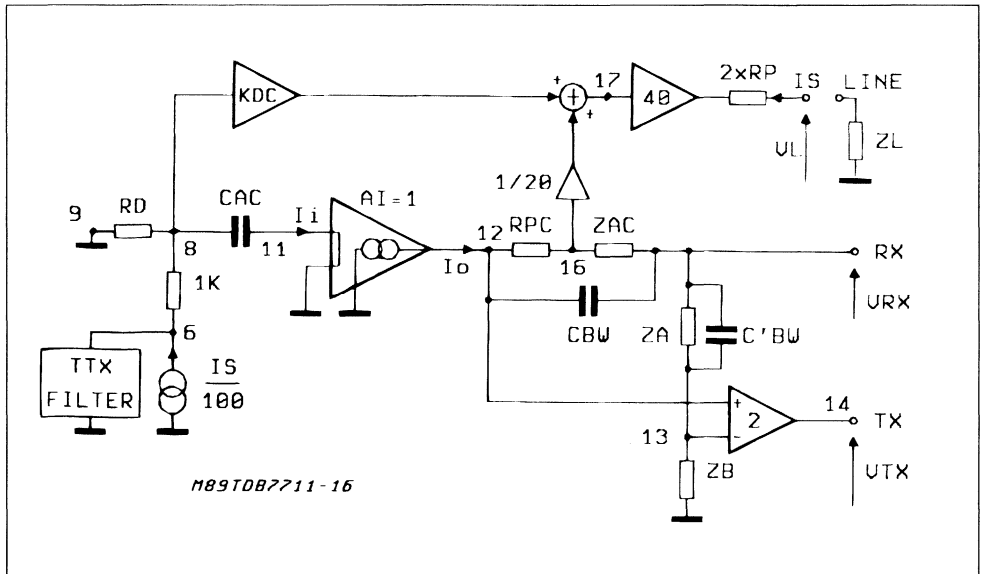 KDC
+
+
17
40
2xRP
IS
LINE
VL
ZL
1/20
9
RD
8
CAC
Ii
11
AI=1
Io
12
RPC
16
ZAC
RX
VRX
1K
6
CBW
ZA
C'BW
TTX
FILTER
IS
100
13
+
2
-
14
TX
VTX
ZB
M89TDB7711-16